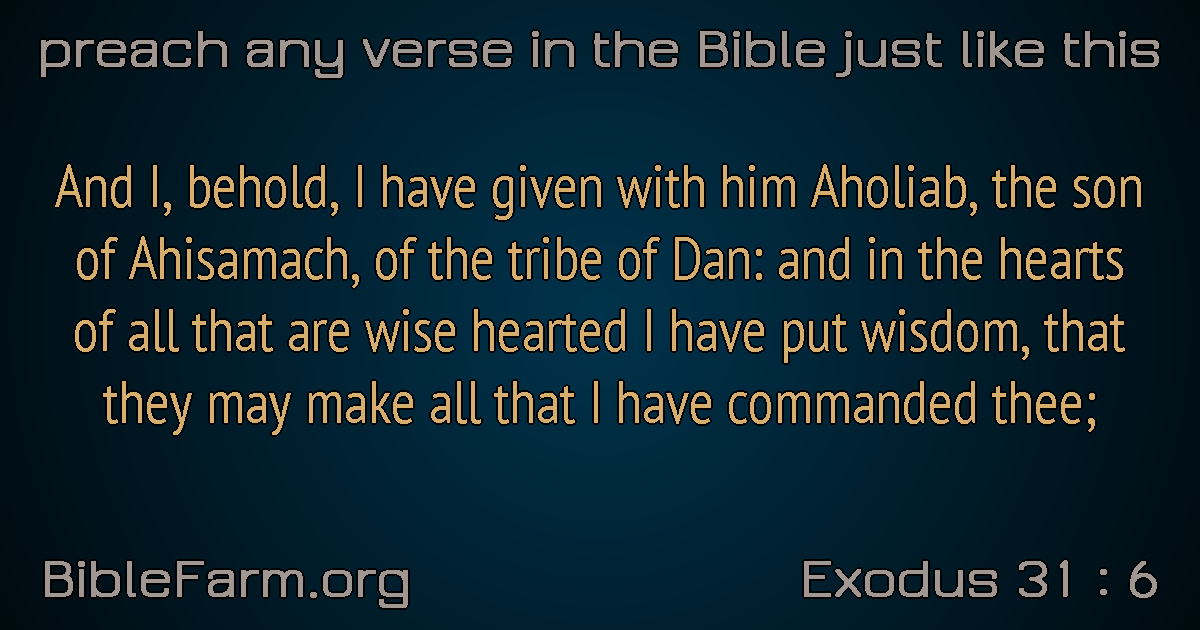 preach any verse in the Bible just like this
And I, behold, I have given with him Aholiab, the son
of Ahisamach, of the tribe of Dan: and in the hearts
of all that are wise hearted I have put wisdom, that
they may make all that I have commanded thee;
BibleFarm.org
Exodus 31 : 6